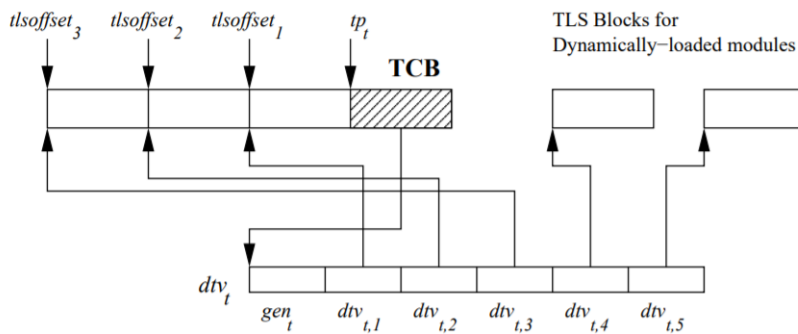 tlsoffset₃ tlsoffset₂ tlsoffset₁ tpₜ TLS Blocks for
Dynamically−loaded modules
TCB
dtvₜ
genₜ dtvₜ,₁ dtvₜ,₂ dtvₜ,₃ dtvₜ,₄ dtvₜ,₅